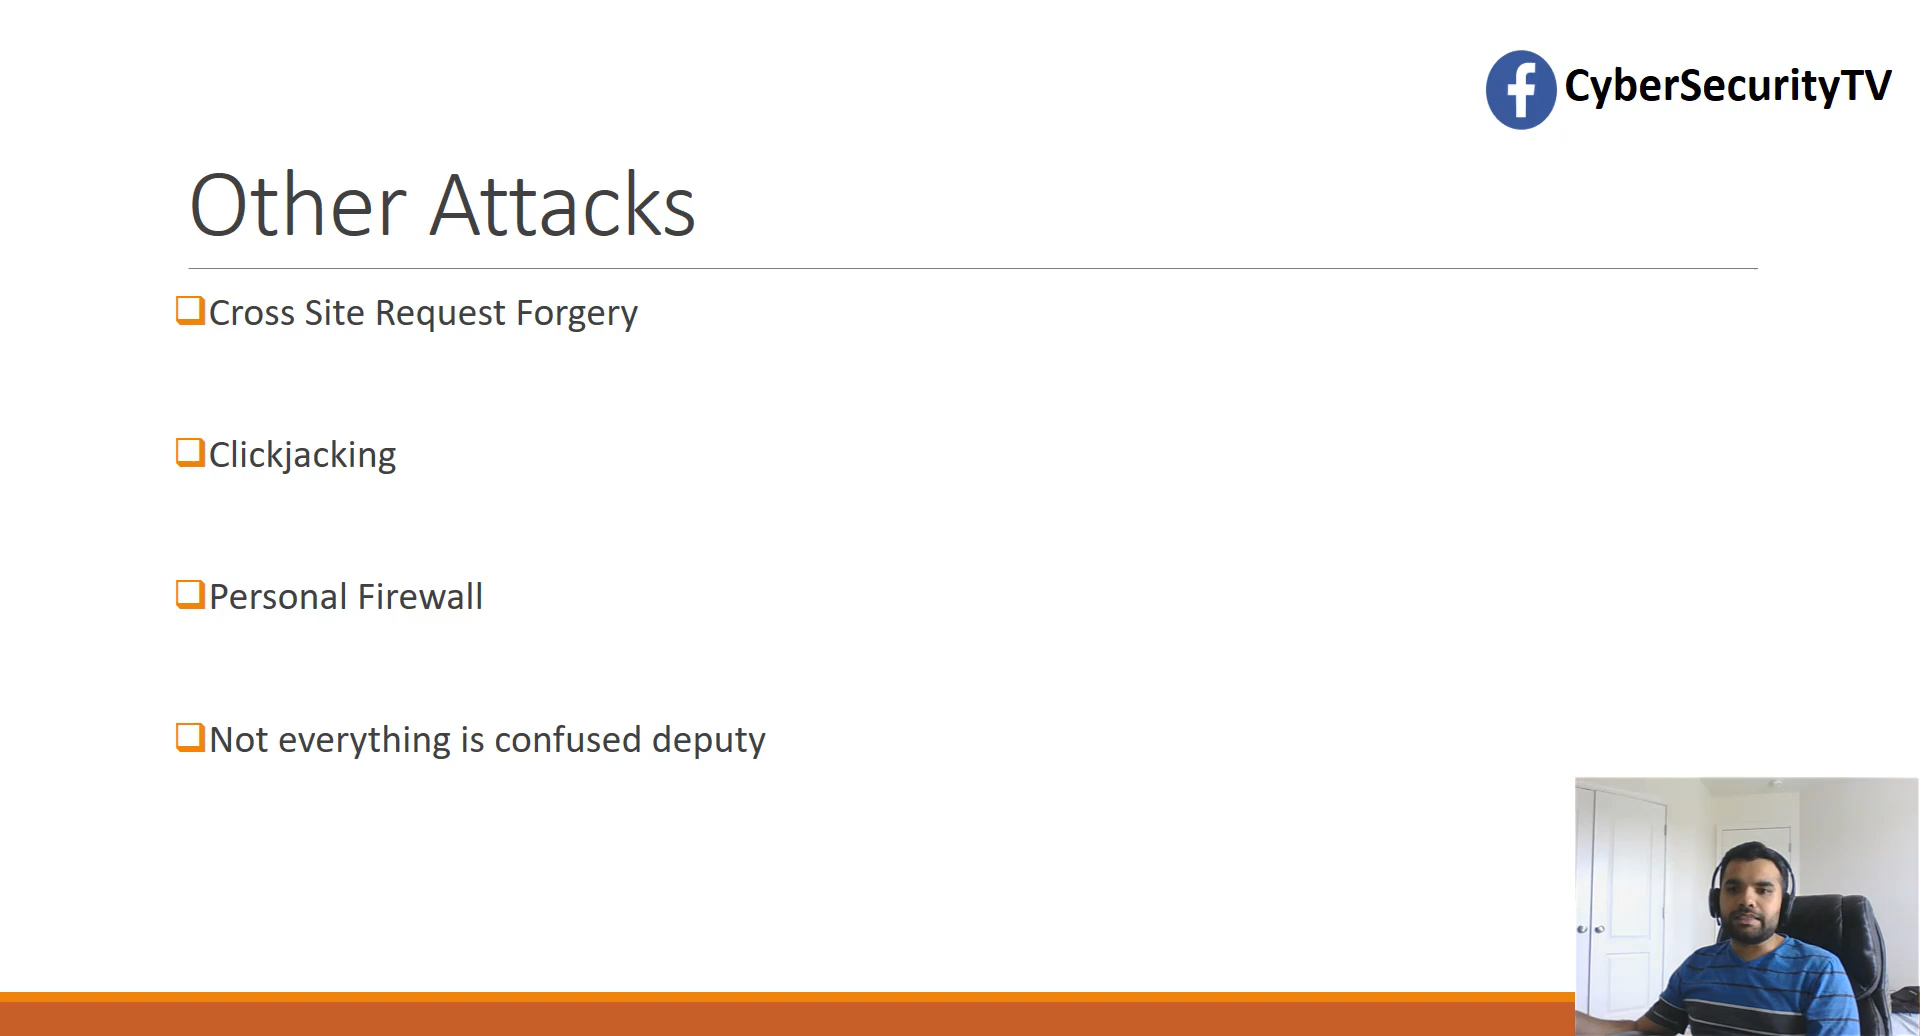 CyberSecurityTV
Other Attacks
Cross Site Request Forgery
Clickjacking
Personal Firewall
Not everything is confused deputy